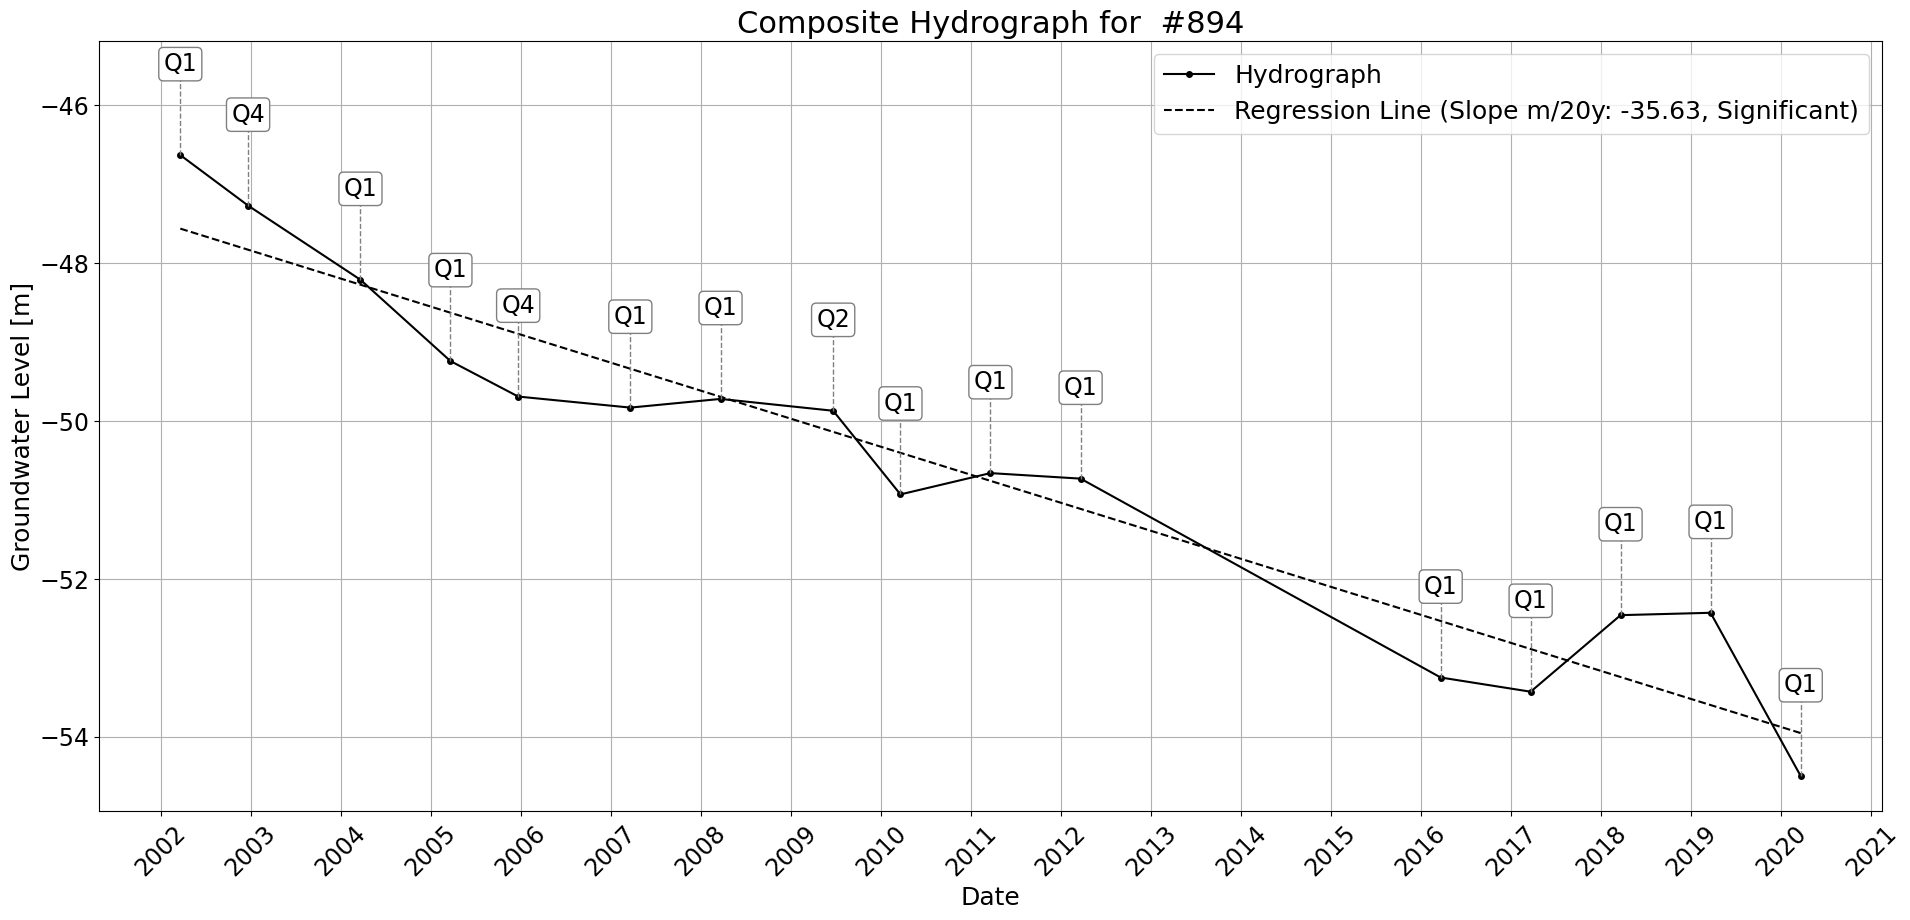 Composite Hydrograph for  #894
Hydrograph
Regression Line (Slope m/20y: -35.63, Significant)
Q1
Q4
Q1
Q1
Q4
Q1
Q1
Q2
Q1
Q1
Q1
Q1
Q1
Q1
Q1
Q1
Groundwater Level [m]
−46
−48
−50
−52
−54
2002
2003
2004
2005
2006
2007
2008
2009
2010
2011
2012
2013
2014
2015
2016
2017
2018
2019
2020
2021
Date